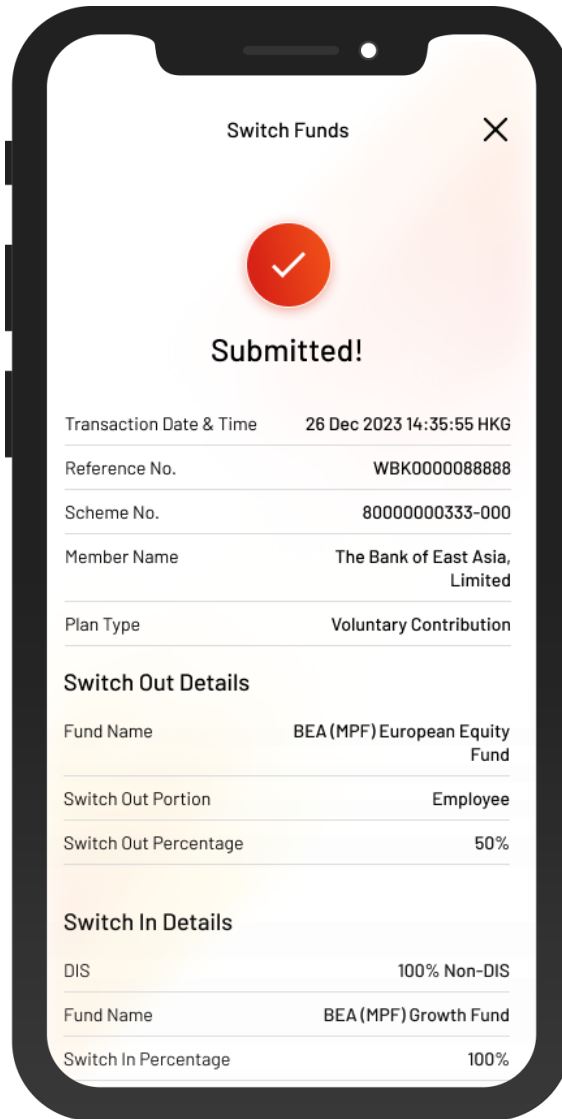 Switch Funds
Submitted!
Transaction Date & Time 26 Dec 2023 14:35:55 HKG
Reference No. WBK0000088888
Scheme No. 80000000333-000
Member Name The Bank of East Asia,
Limited
Plan Type Voluntary Contribution
Switch Out Details
Fund Name BEA (MPF) European Equity
Fund
Switch Out Portion Employee
Switch Out Percentage 50%
Switch In Details
DIS 100% Non-DIS
Fund Name BEA (MPF) Growth Fund
Switch In Percentage 100%